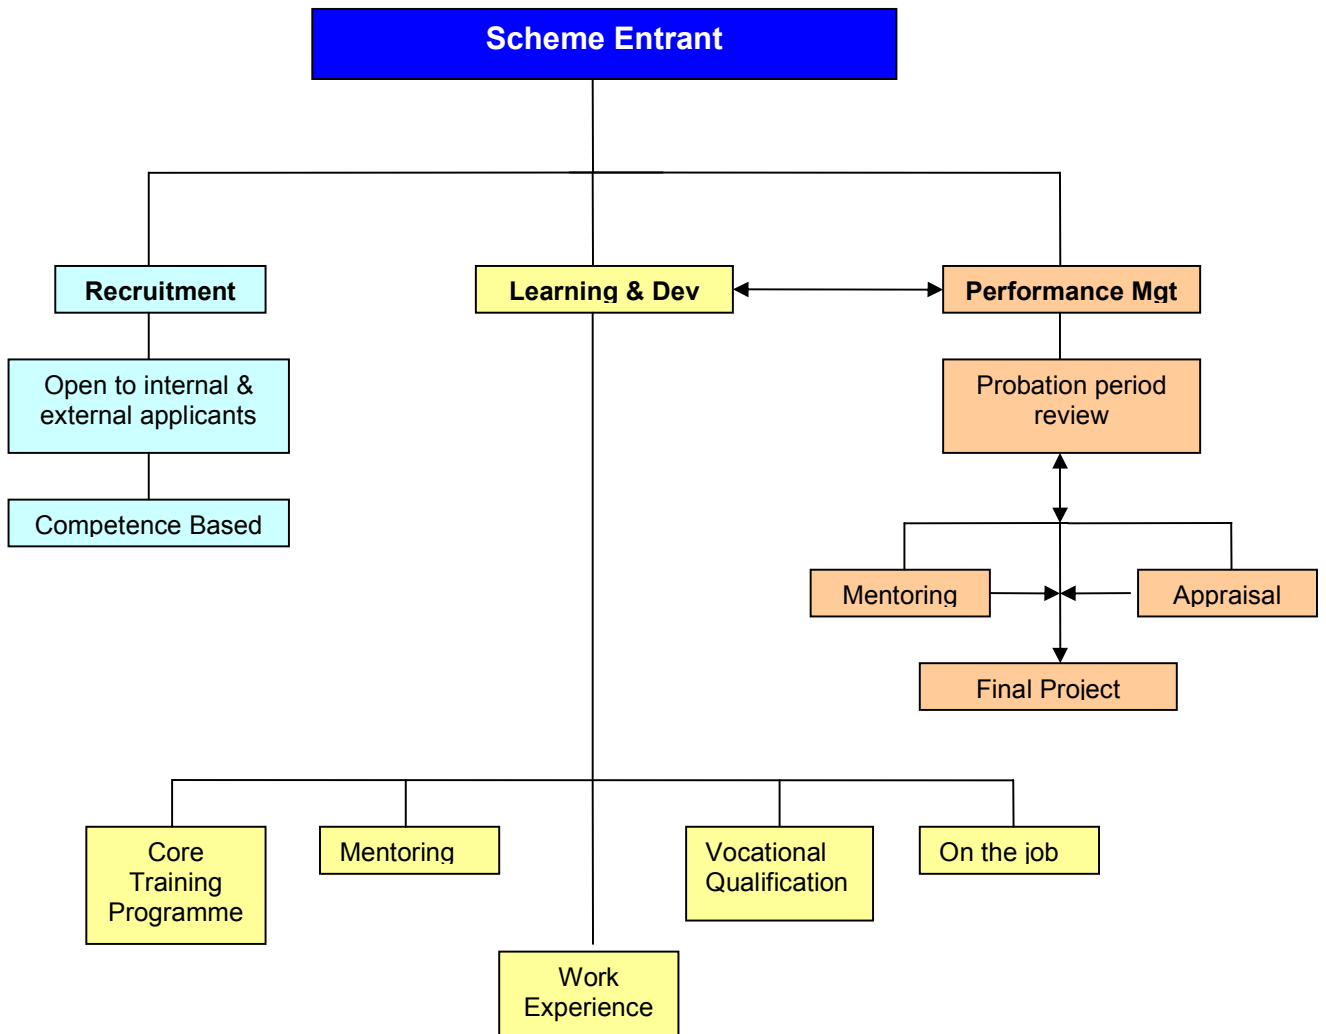 Scheme Entrant
Recruitment
Learning & Dev
Performance Mgt
Open to internal &
external applicants
Probation period
review
Competence Based
Mentoring
Appraisal
Final Project
Core
Training
Programme
Mentoring
Vocational
Qualification
On the job
Work
Experience